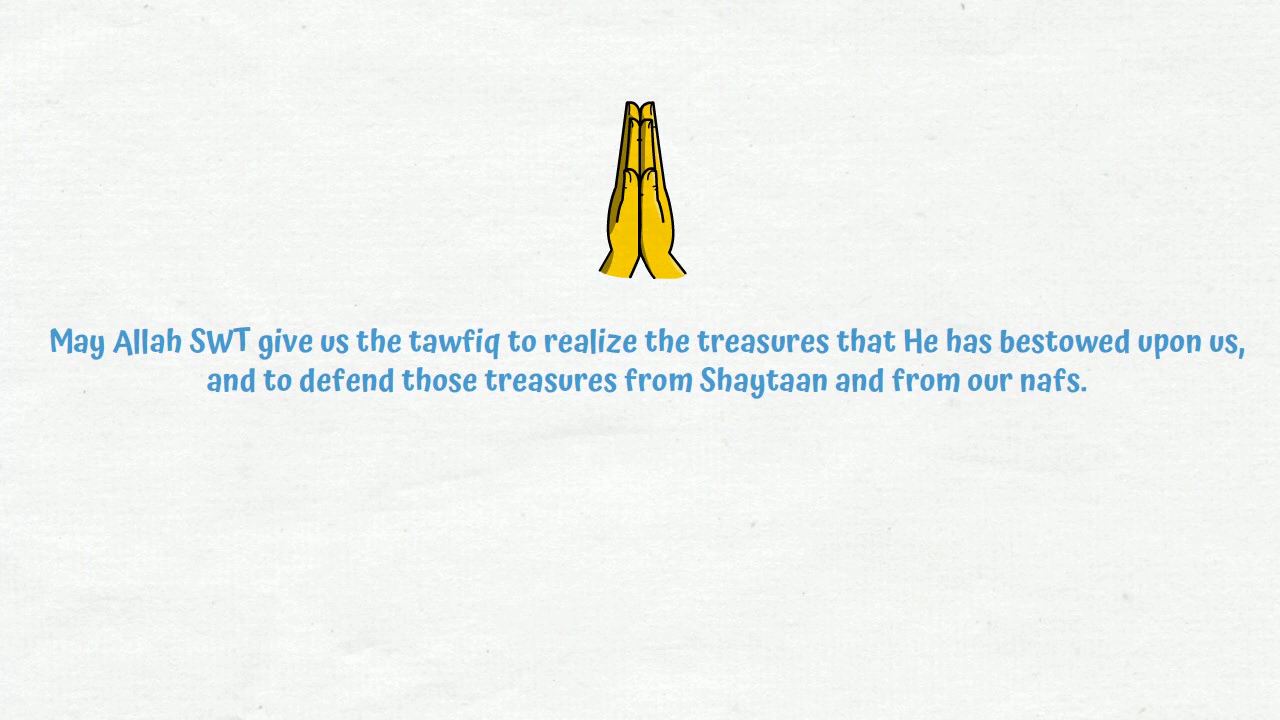 May Allah SWT give us the tawfiq to realize the treasures that He has bestowed upon us,
and to defend those treasures from Shaytaan and from our nafs.